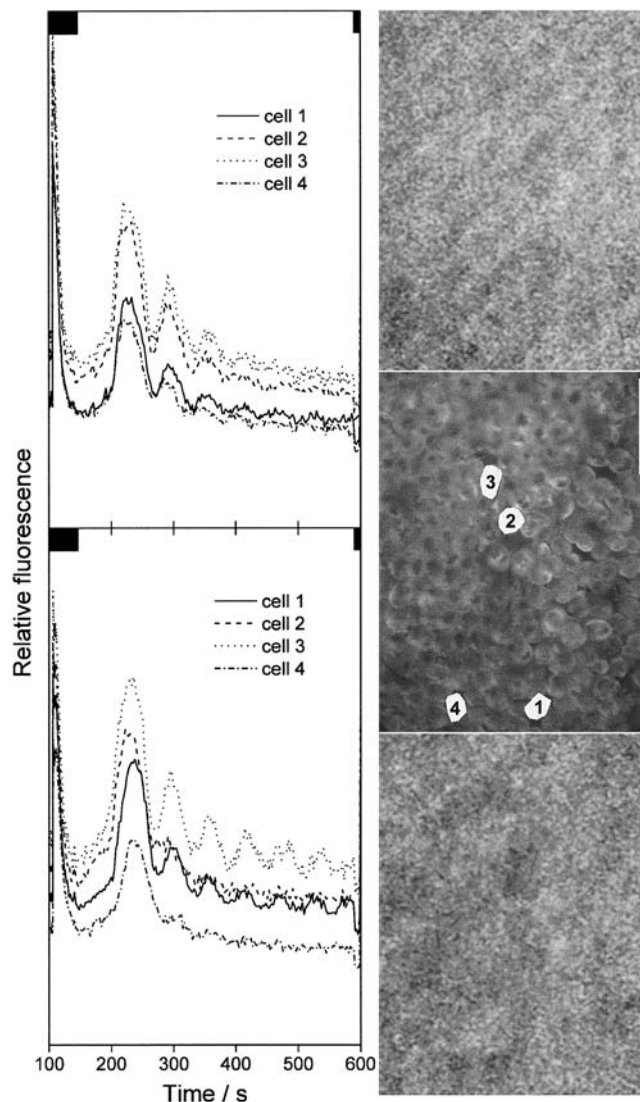 cell 1
cell 2
cell 3
cell 4
Relative fluorescence
cell 1
cell 2
cell 3
cell 4
100 200 300 400 500 600
Time / s
3
2
4 1